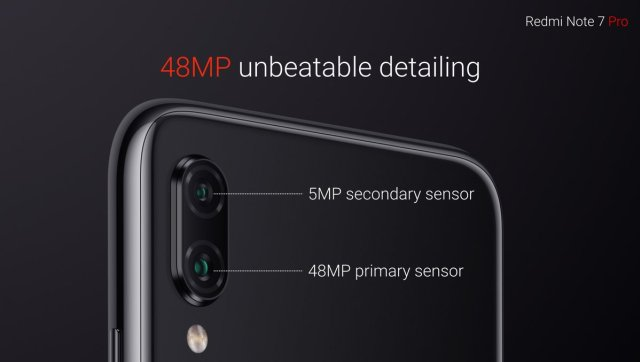 Redmi Note 7 Pro
48MP unbeatable detailing
5MP secondary sensor
48MP primary sensor